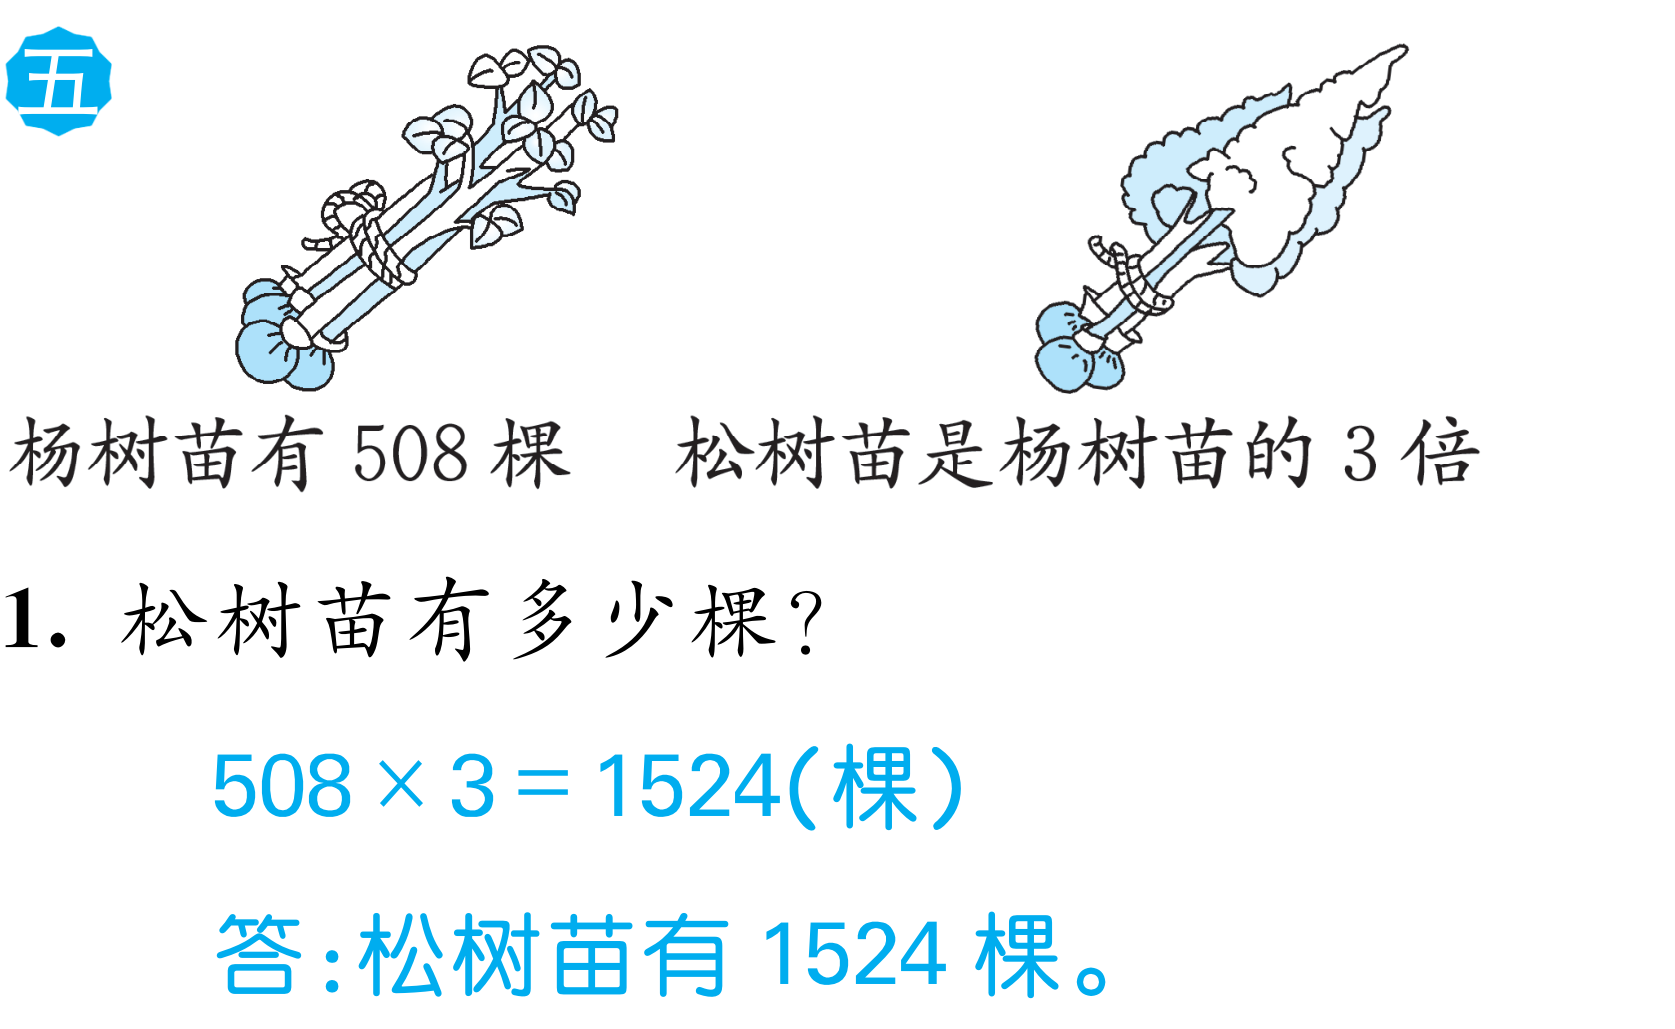 五
杨树苗有 508 棵 松树苗是杨树苗的 3 倍
1. 松树苗有多少棵?
508 × 3 = 1524(棵)
答:松树苗有 1524 棵。